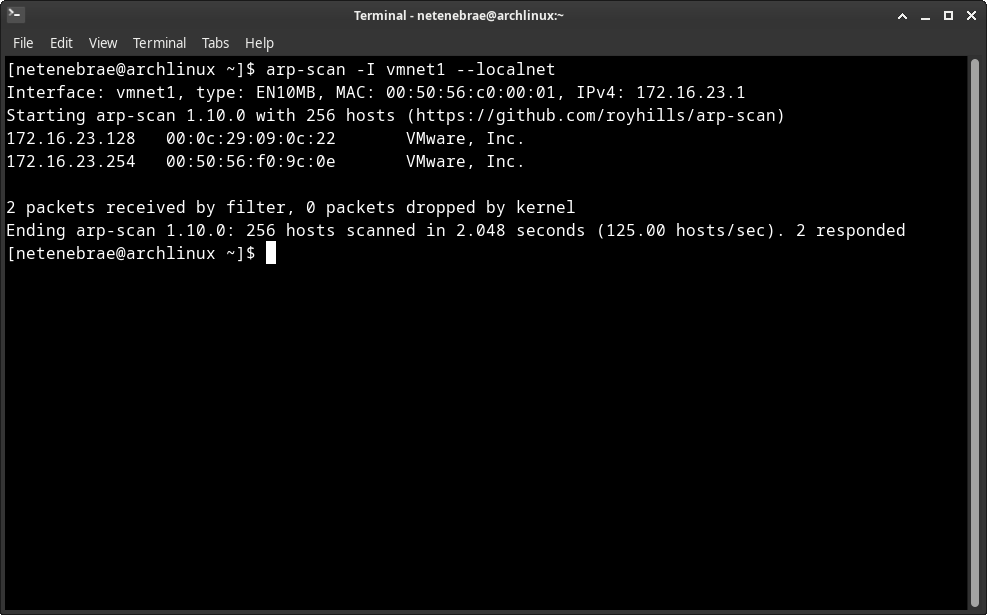 Terminal - netenebrae@archlinux:~
File Edit View Terminal Tabs Help
[netenebrae@archlinux ~]$ arp-scan -I vmnet1 --localnet
Interface: vmnet1, type: EN10MB, MAC: 00:50:56:c0:00:01, IPv4: 172.16.23.1
Starting arp-scan 1.10.0 with 256 hosts (https://github.com/royhills/arp-scan)
172.16.23.128   00:0c:29:09:0c:22       VMware, Inc.
172.16.23.254   00:50:56:f0:9c:0e       VMware, Inc.

2 packets received by filter, 0 packets dropped by kernel
Ending arp-scan 1.10.0: 256 hosts scanned in 2.048 seconds (125.00 hosts/sec). 2 responded
[netenebrae@archlinux ~]$